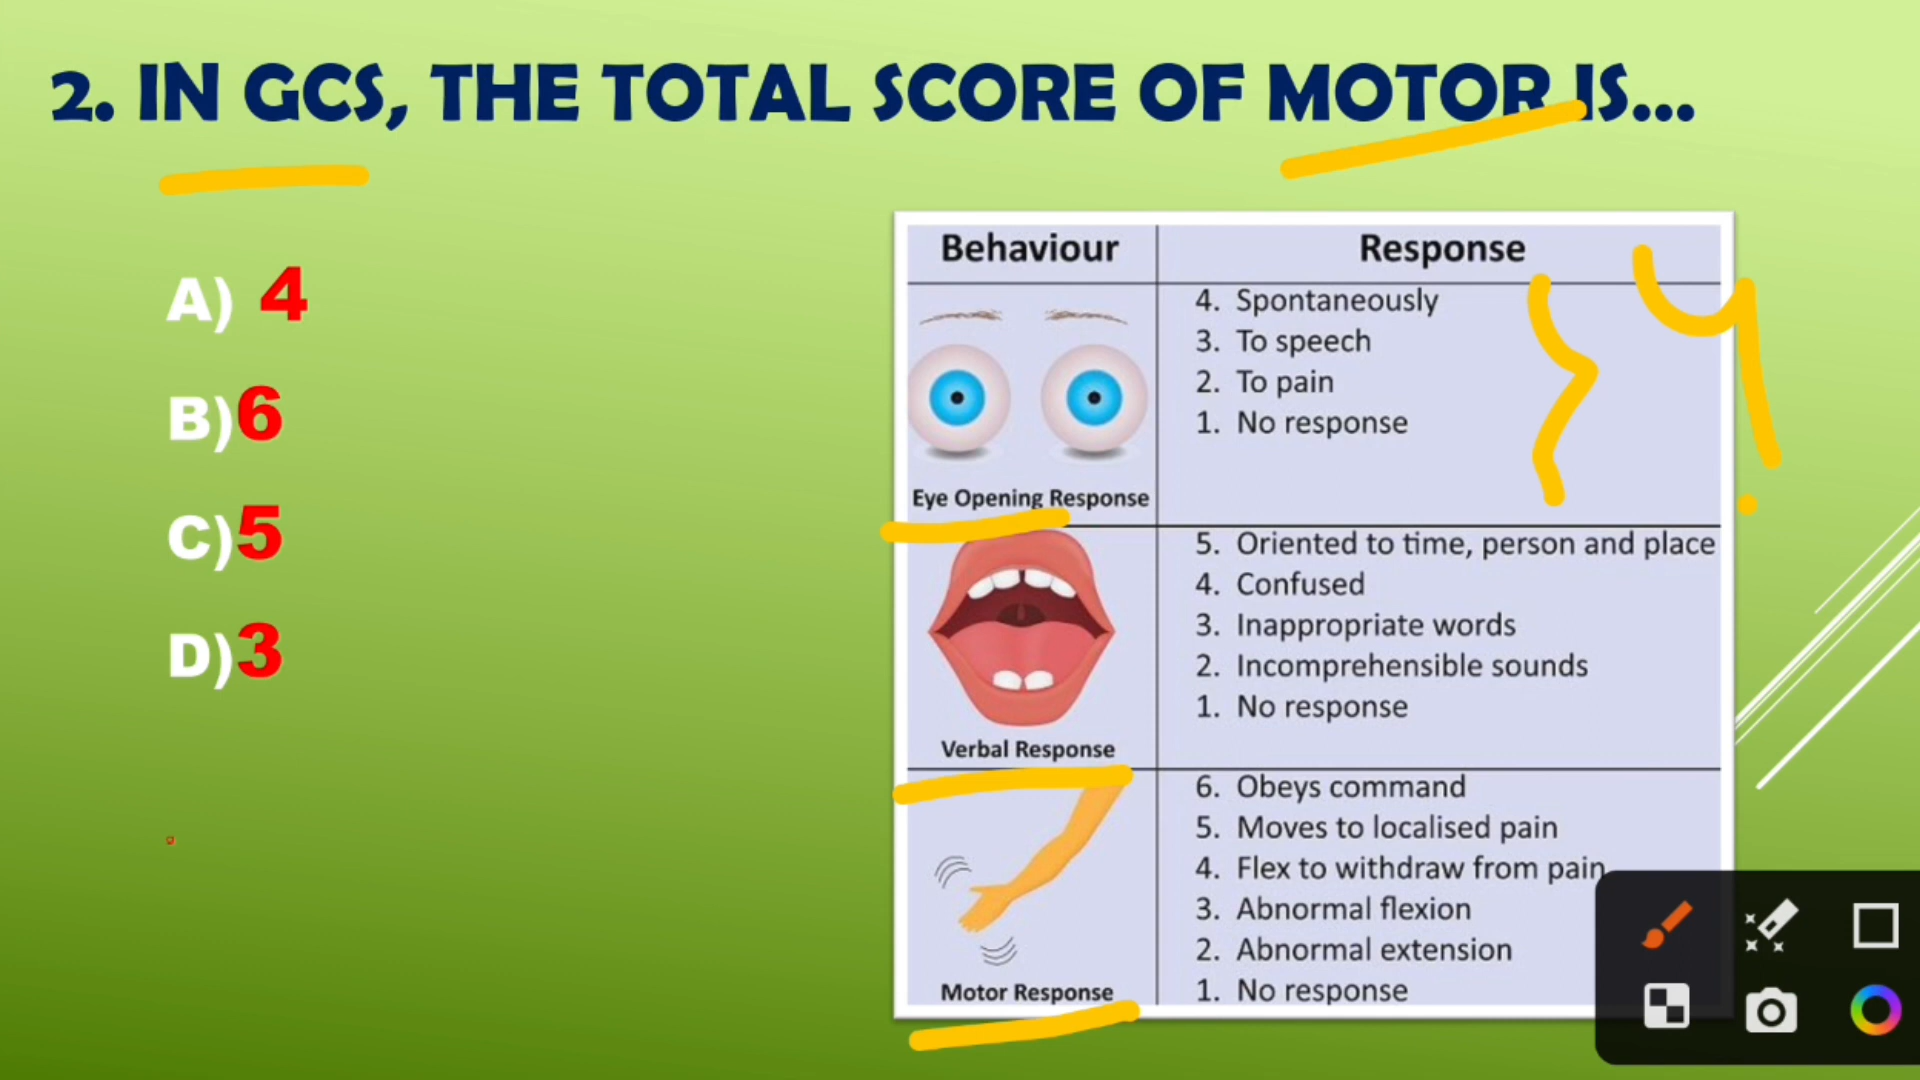 2. IN GCS, THE TOTAL SCORE OF MOTOR IS...
A) 4
B)6
C)5
D)3
Behaviour Response
4. Spontaneously
3. To speech
2. To pain
1. No response
Eye Opening Response
5. Oriented to time, person and place
4. Confused
3. Inappropriate words
2. Incomprehensible sounds
1. No response
Verbal Response
6. Obeys command
5. Moves to localised pain
4. Flex to withdraw from pain
3. Abnormal flexion
2. Abnormal extension
1. No response
Motor Response
4